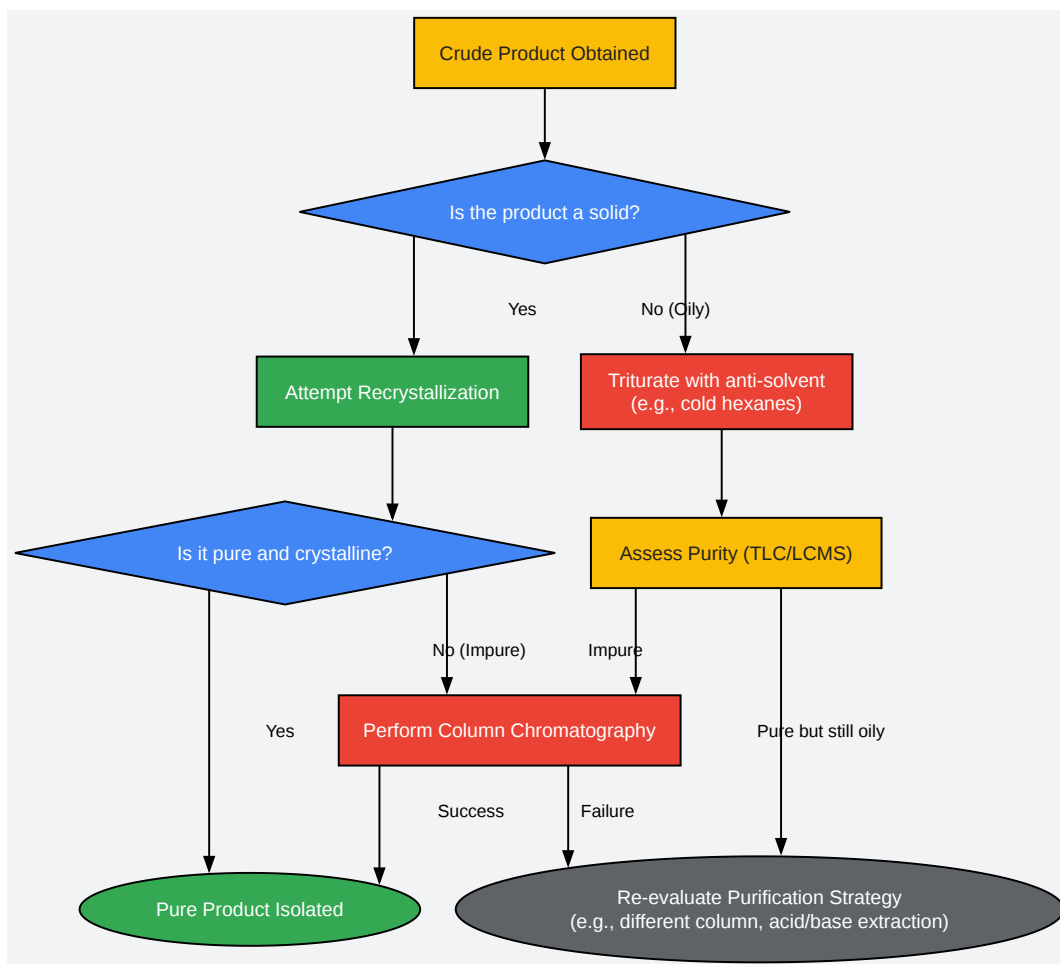 Crude Product Obtained
Is the product a solid?
Yes
No (Oily)
Attempt Recrystallization
Triturate with anti-solvent
(e.g., cold hexanes)
Is it pure and crystalline?
Assess Purity (TLC/LCMS)
No (Impure)
Impure
Yes
Perform Column Chromatography
Pure but still oily
Success
Failure
Pure Product Isolated
Re-evaluate Purification Strategy
(e.g., different column, acid/base extraction)